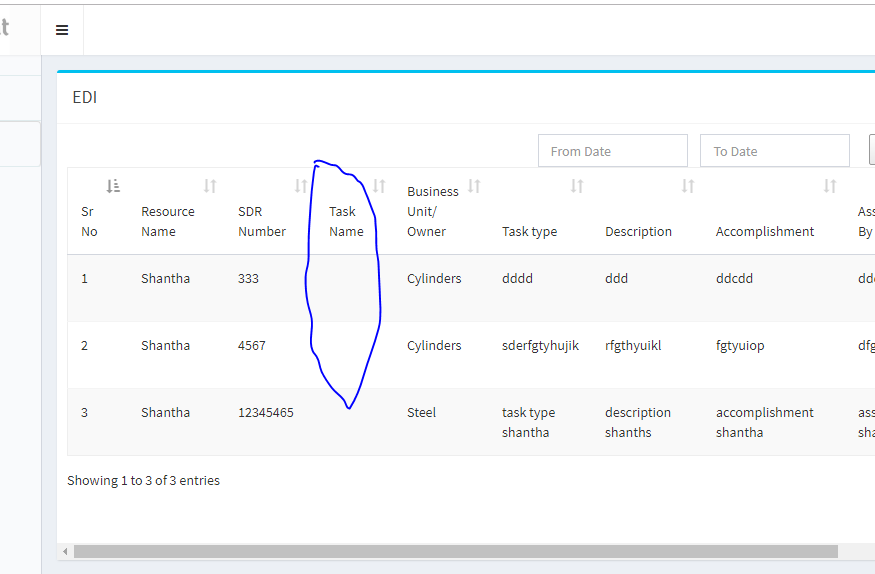 t
EDI
From Date To Date
Sr No Resource Name SDR Number Task Name Business Unit/ Owner Task type Description Accomplishment Ass By
1 Shantha 333 Cylinders dddd ddd ddcdd
2 Shantha 4567 Cylinders sderfgtyhujik rfgthyuikl fgtyuiop dfg
3 Shantha 12345465 Steel task type shantha description shanths accomplishment shantha ass sha
Showing 1 to 3 of 3 entries